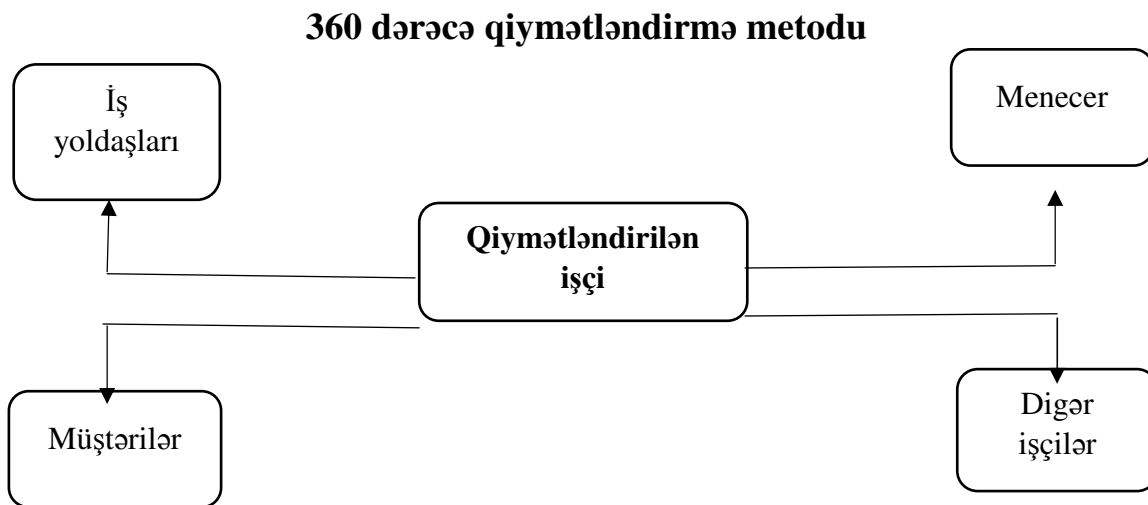 360 dərəcə qiymətləndirmə metodu
İş
yoldaşları
Menecer
Qiymətləndirilən
işçi
Müştərilər
Digər
işçilər